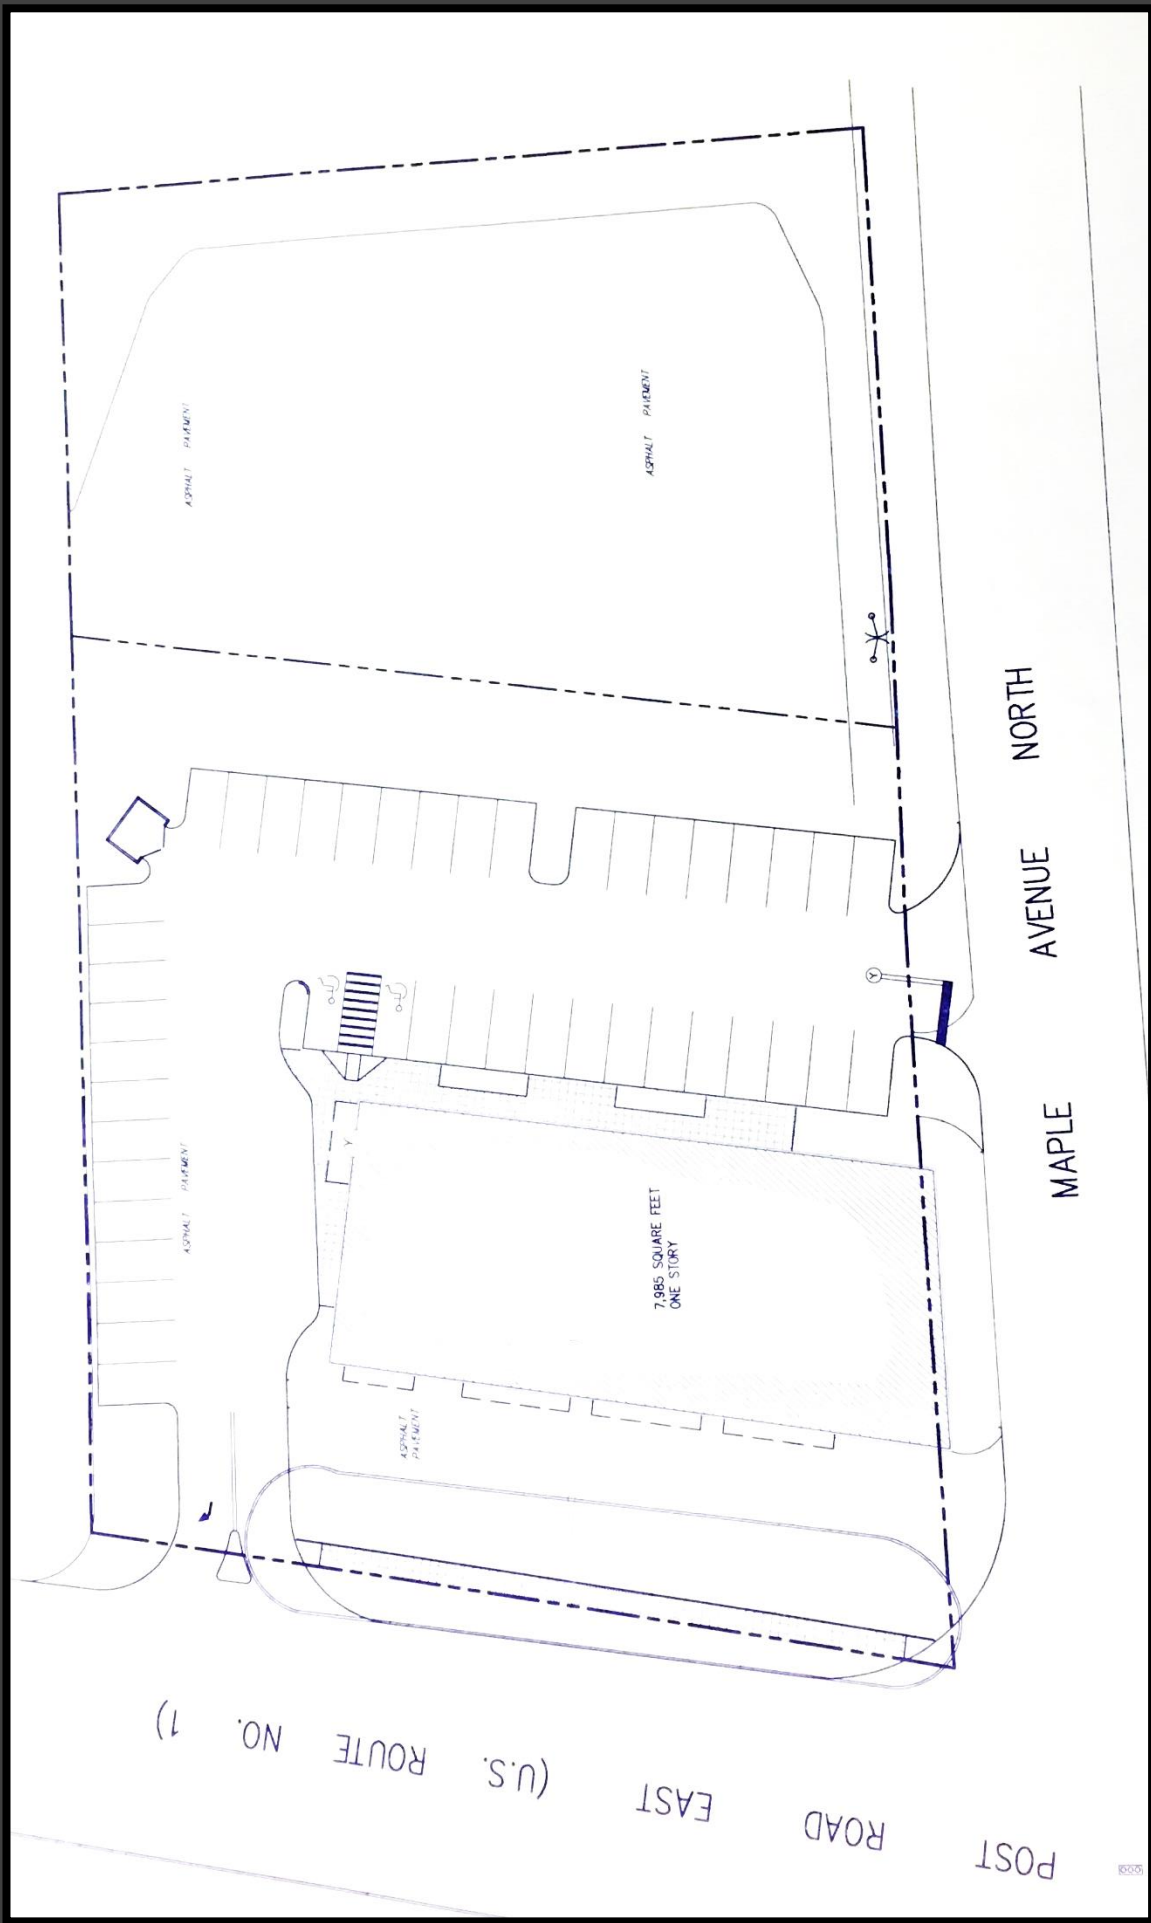 ASPHALT PAVEMENT
ASPHALT PAVEMENT
MAPLE AVENUE NORTH
Y
Y
7,985 SQUARE FEET
ONE STORY
ASPHALT PAVEMENT
ASPHALT
PAVEMENT
POST ROAD EAST (U.S. ROUTE NO. 1)